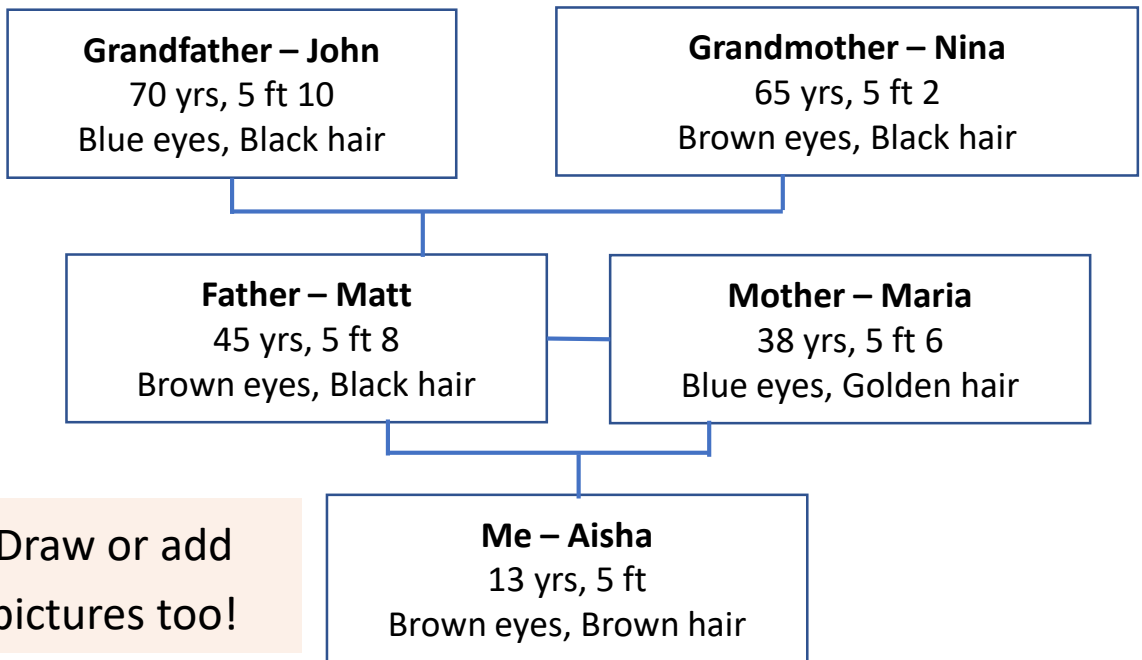 Grandfather – John
70 yrs, 5 ft 10
Blue eyes, Black hair
Grandmother – Nina
65 yrs, 5 ft 2
Brown eyes, Black hair
Father – Matt
45 yrs, 5 ft 8
Brown eyes, Black hair
Mother – Maria
38 yrs, 5 ft 6
Blue eyes, Golden hair
Draw or add
pictures too!
Me – Aisha
13 yrs, 5 ft
Brown eyes, Brown hair